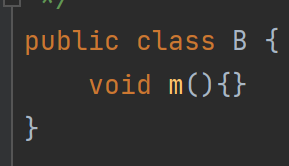 */
public class B {
    void m(){}
}